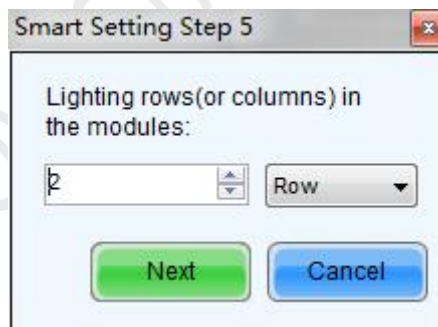 Smart Setting Step 5
Lighting rows(or columns) in
the modules:
2 Row
Next Cancel